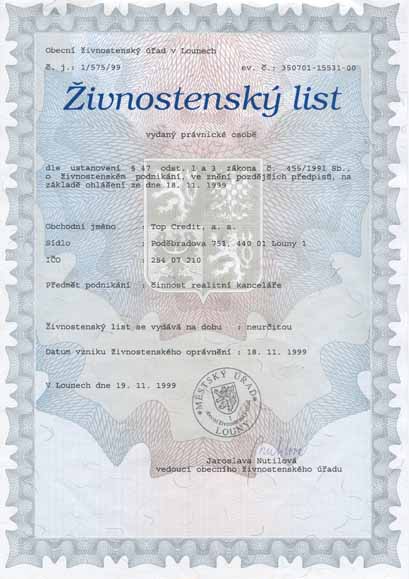 Obecní živnostenský úřad v Lounech
č. j.: 1/575/99 ev. č.: 350701-15531-00
Živnostenský list
vydaný právnické osobě
dle ustanovení § 47 odst. 1 a 3 zákona č. 455/1991 Sb.,
o živnostenském podnikání, ve znění pozdějších předpisů, na
základě ohlášení ze dne 18. 11. 1999
Obchodní jméno : Top Credit, a. s.
Sídlo : Poděbradova 751, 440 01 Louny 1
IČO : 254 07 210
Předmět podnikání : činnost realitní kanceláře
Živnostenský list se vydává na dobu : neurčitou
Datum vzniku živnostenského oprávnění : 18. 11. 1999
V Lounech dne 19. 11. 1999
MĚSTSKÝ ÚŘAD
LOUNY
Jaroslava Nutilová
vedoucí obecního živnostenského úřadu